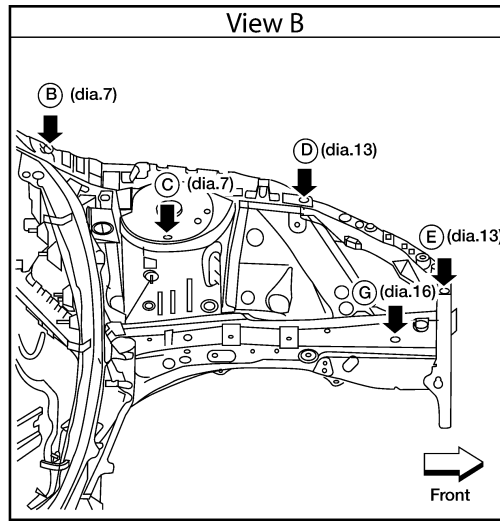 View B
B (dia.7)
D (dia.13)
C (dia.7)
E (dia.13)
G (dia.16)
Front